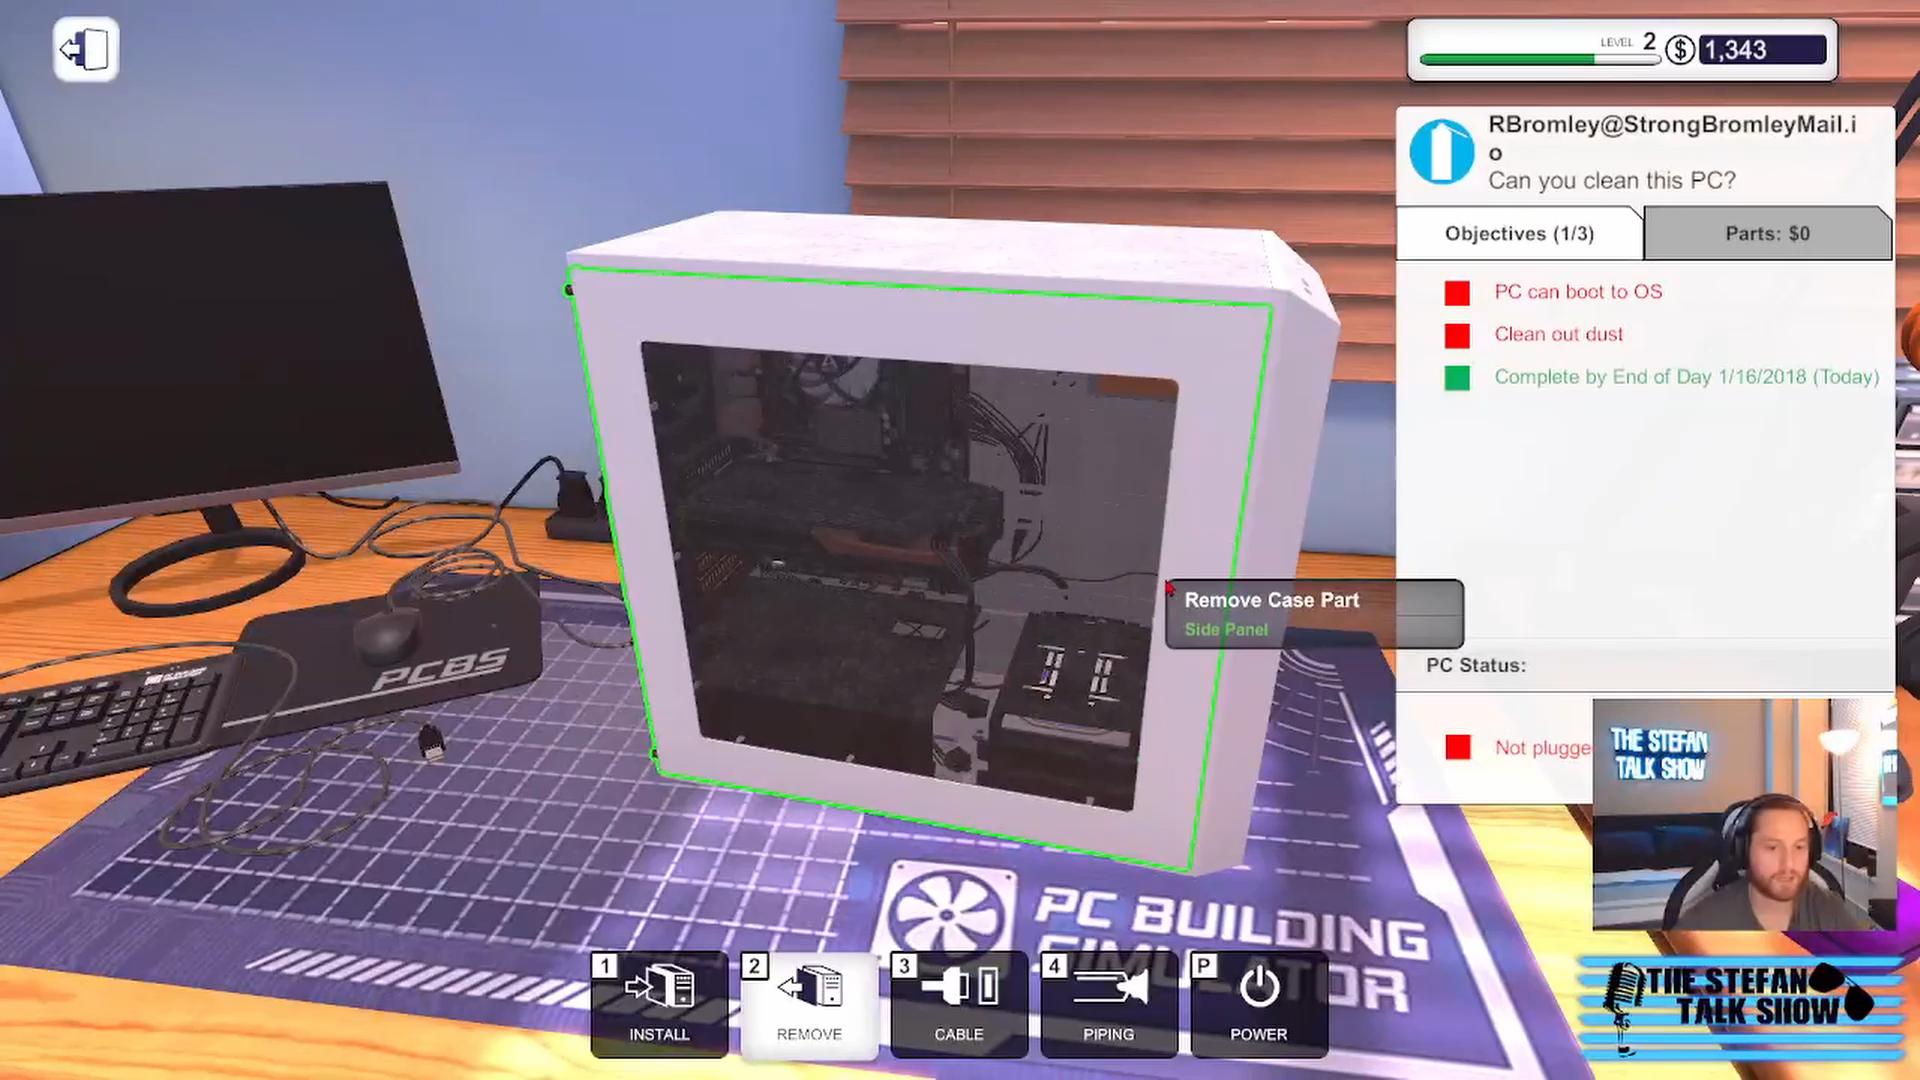 LEVEL 2
$ 1,343
RBromley@StrongBromleyMail.i
o
Can you clean this PC?
Objectives (1/3)
Parts: $0
PC can boot to OS
Clean out dust
Complete by End of Day 1/16/2018 (Today)
Remove Case Part
Side Panel
PC Status:
Not plugge
THE STEFAN
TALK SHOW
PCBS
PC BUILDING
SIMULATOR
1
INSTALL
2
REMOVE
3
CABLE
4
PIPING
P
POWER
THE STEFAN
TALK SHOW